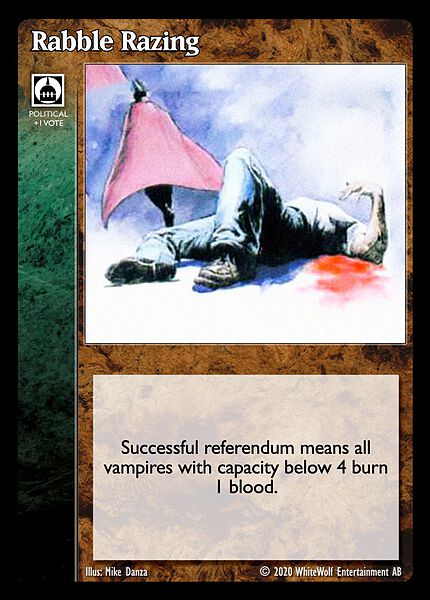 Rabble Razing
POLITICAL
+1 VOTE
Successful referendum means all
vampires with capacity below 4 burn
1 blood.
Illus: Mike Danza
© 2020 WhiteWolf Entertainment AB